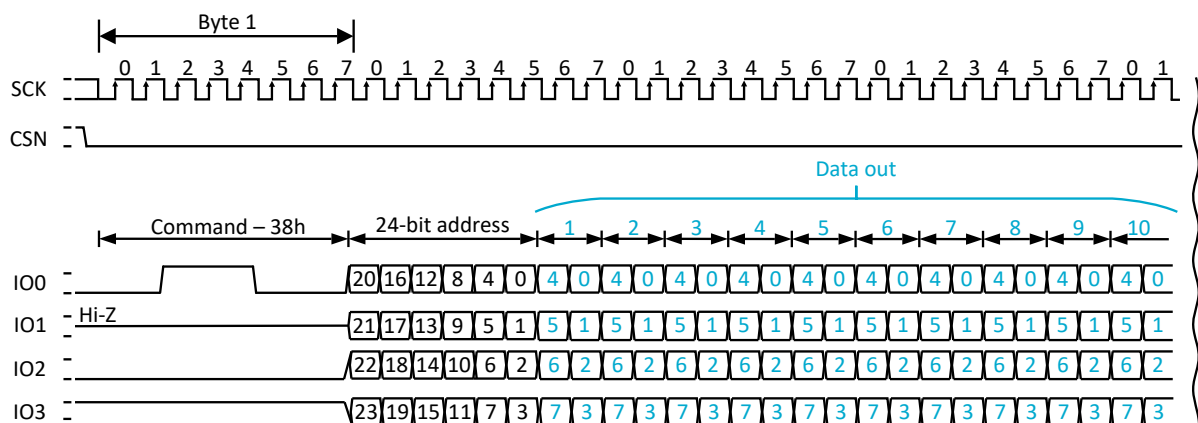 Byte 1
0 1 2 3 4 5 6 7 0 1 2 3 4 5 6 7 0 1 2 3 4 5 6 7 0 1 2 3 4 5 6 7 0 1
SCK
CSN
Data out
Command – 38h 24-bit address 1 2 3 4 5 6 7 8 9 10
IO0 20 16 12 8 4 0 4 0 4 0 4 0 4 0 4 0 4 0 4 0 4 0 4 0 4 0
Hi-Z
IO1 21 17 13 9 5 1 5 1 5 1 5 1 5 1 5 1 5 1 5 1 5 1 5 1 5 1
IO2 22 18 14 10 6 2 6 2 6 2 6 2 6 2 6 2 6 2 6 2 6 2 6 2 6 2
IO3 23 19 15 11 7 3 7 3 7 3 7 3 7 3 7 3 7 3 7 3 7 3 7 3 7 3